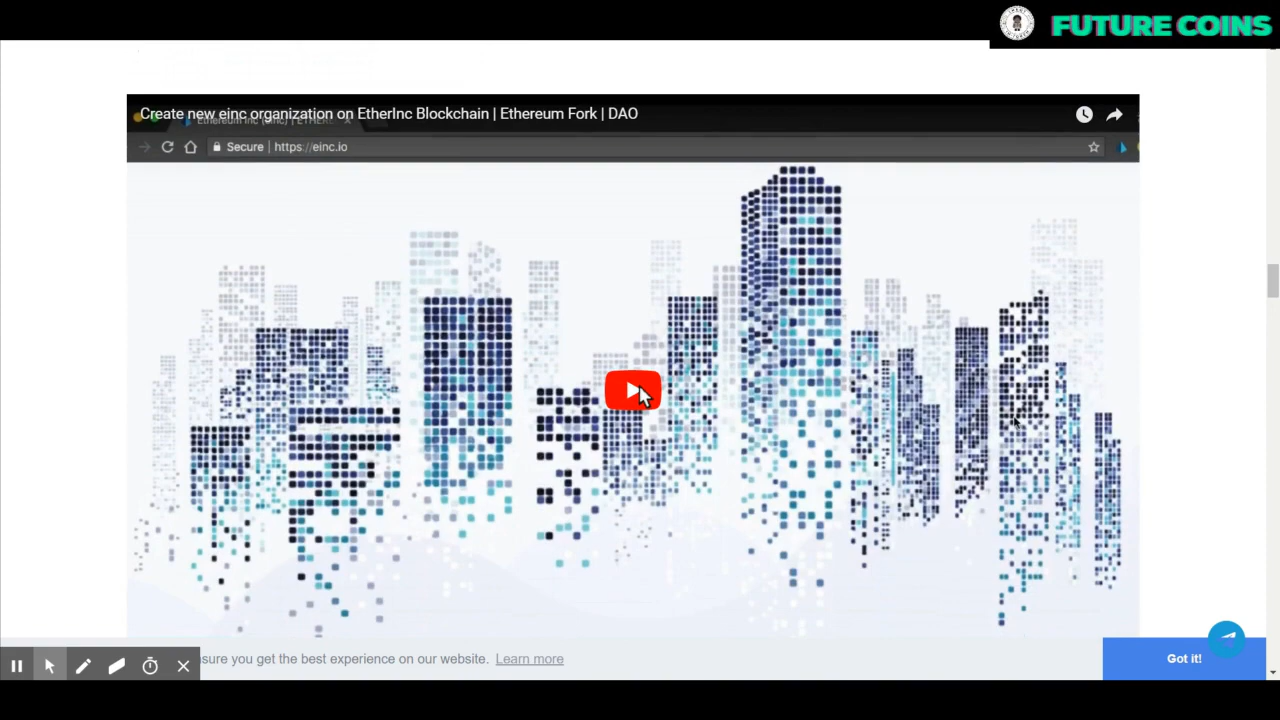 FUTURE COINS
Create new einc organization on EtherInc Blockchain | Ethereum Fork | DAO
Secure | https://einc.io
sure you get the best experience on our website. Learn more
Got it!